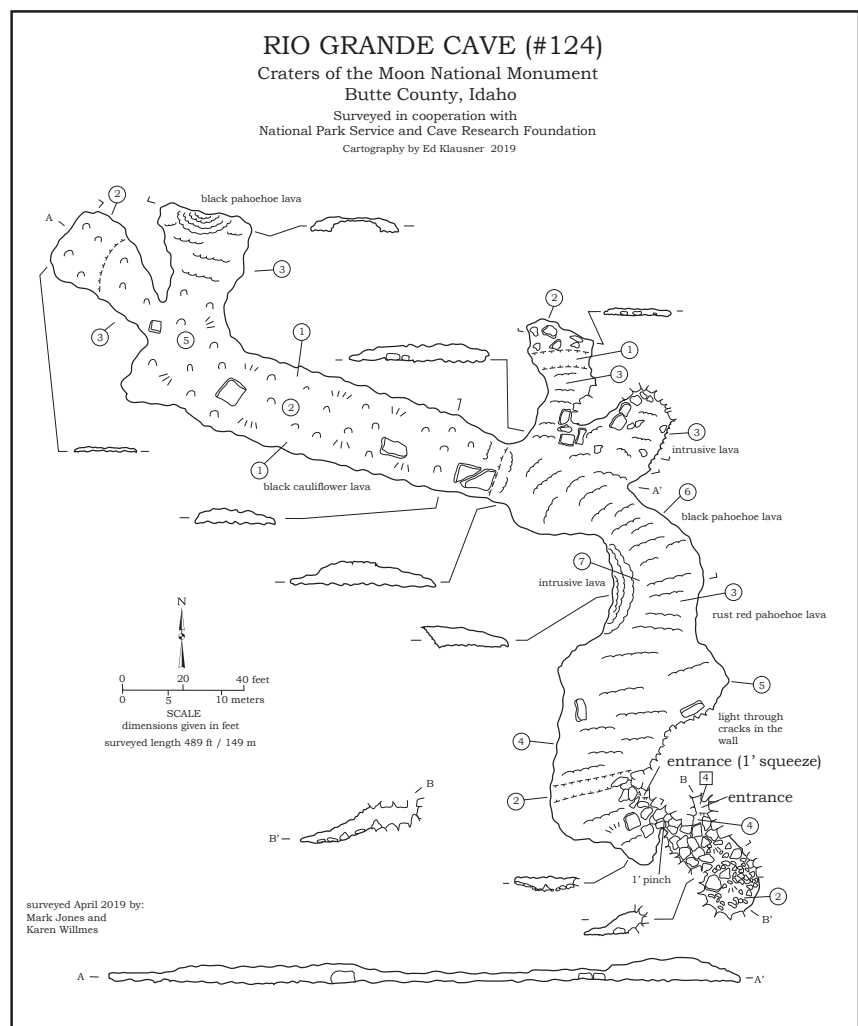 RIO GRANDE CAVE (#124)
Craters of the Moon National Monument
Butte County, Idaho
Surveyed in cooperation with
National Park Service and Cave Research Foundation
Cartography by Ed Klausner 2019
2
black pahoehoe lava
A
3
2
3
5
1
1
3
2
3
intrusive lava
1
black cauliflower lava
A'
6
black pahoehoe lava
7
intrusive lava
3
rust red pahoehoe lava
N
0 20 40 feet
0 5 10 meters
SCALE
dimensions given in feet
surveyed length 489 ft / 149 m
5
light through
cracks in the
wall
4
entrance (1' squeeze)
B
4
entrance
2
B
B'
4
1' pinch
2
B'
surveyed April 2019 by:
Mark Jones and
Karen Willmes
A
A'